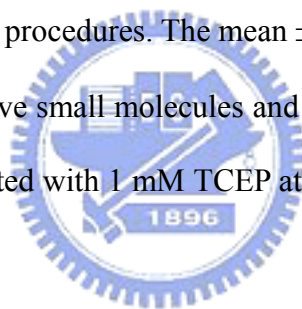 procedures. The mean ±
ve small molecules and
ted with 1 mM TCEP at
1896